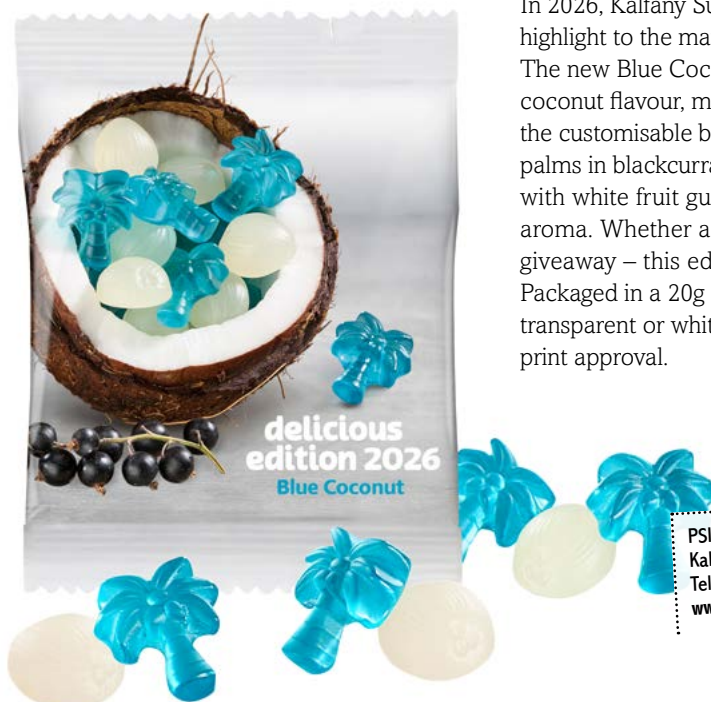 In 2026, Kalfany
highlight to the ma
The new Blue Coc
coconut flavour, m
the customisable b
palms in blackcurra
with white fruit gu
aroma. Whether a
giveaway – this ed
Packaged in a 20g
transparent or whit
print approval.
delicious
edition 2026
Blue Coconut
PSI
Kal
Tel
ww